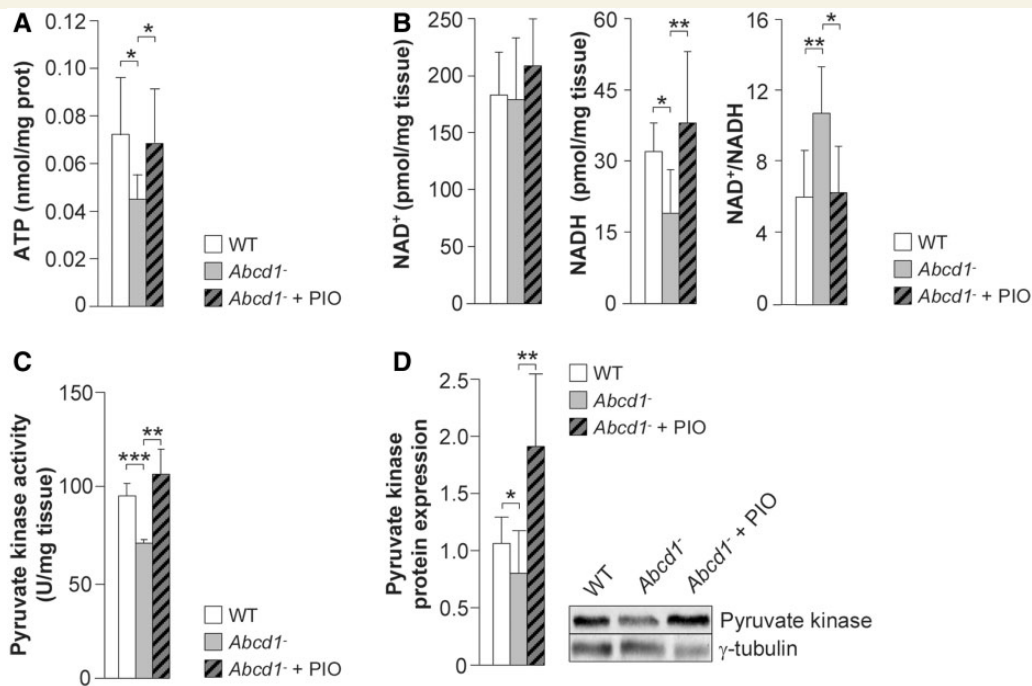 A
ATP (nmol/mg prot)
0.12
0.10
0.08
0.06
0.04
0.02
0
*
*
WT
Abcd1-
Abcd1- + PIO
B
NAD+ (pmol/mg tissue)
250
200
150
100
50
0
NADH (pmol/mg tissue)
60
45
30
15
0
*
**
NAD+/NADH
16
12
8
4
0
**
*
WT
Abcd1-
Abcd1- + PIO
C
Pyruvate kinase activity
(U/mg tissue)
150
100
50
0
***
**
WT
Abcd1-
Abcd1- + PIO
D
Pyruvate kinase
protein expression
2.5
2.0
1.5
1.0
0.5
0
*
**
WT
Abcd1-
Abcd1- + PIO
WT
Abcd1-
Abcd1- + PIO
Pyruvate kinase
γ-tubulin